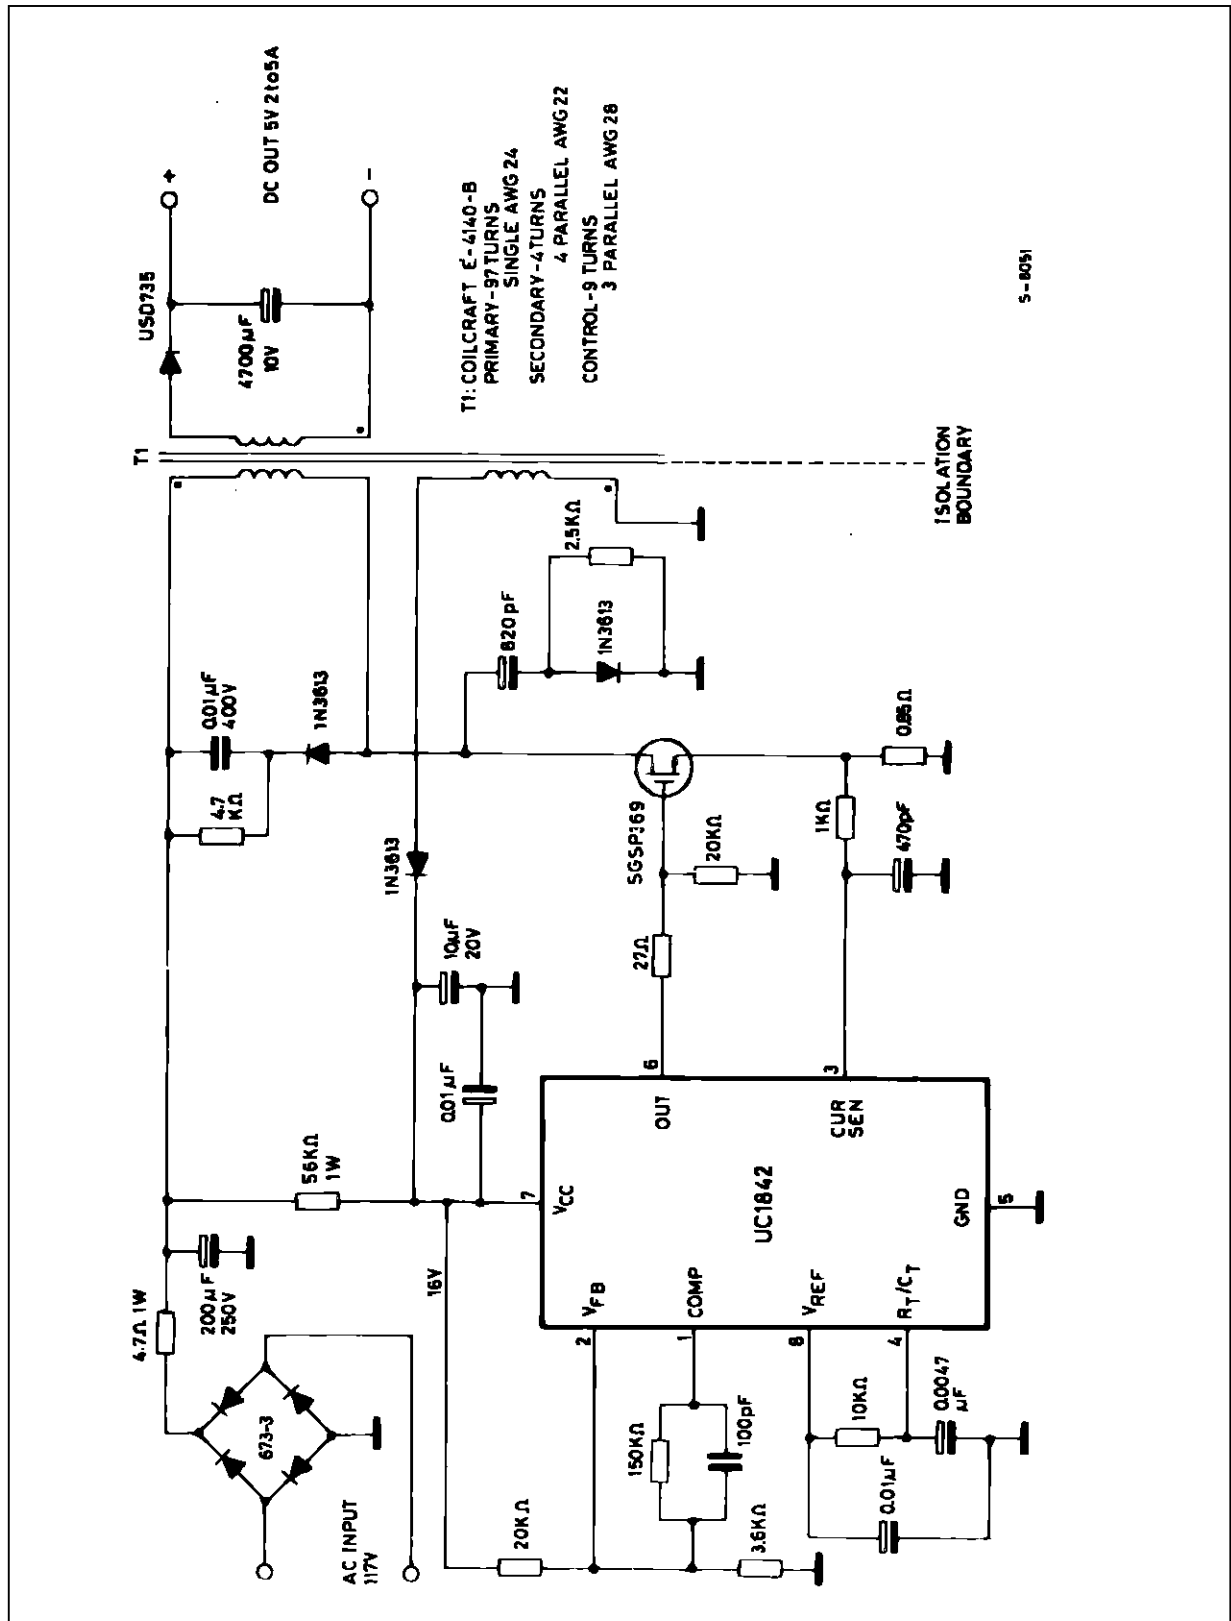 4.7Ω 1W
200µF
250V
673-3
AC INPUT
117V
56KΩ
1W
4.7
KΩ
0.01µF
400V
1N3613
T1
USD735
4700µF
10V
+
-
DC OUT 5V 2to5A
T1: COILCRAFT E-4140-B
PRIMARY-97 TURNS
SINGLE AWG 24
SECONDARY-4 TURNS
4 PARALLEL AWG 22
CONTROL-9 TURNS
3 PARALLEL AWG 28
1N3613
10µF
20V
0.01µF
16V
20KΩ
150KΩ
100pF
3.6KΩ
10KΩ
0.01µF
0.0047
µF
7
VCC
2
VFB
1
COMP
8
VREF
4
RT/CT
UC1842
OUT
6
CUR
SEN
3
GND
5
27Ω
20KΩ
SGSP369
820pF
2.5KΩ
1N3613
1KΩ
470pF
0.85Ω
ISOLATION
BOUNDARY
S-8051